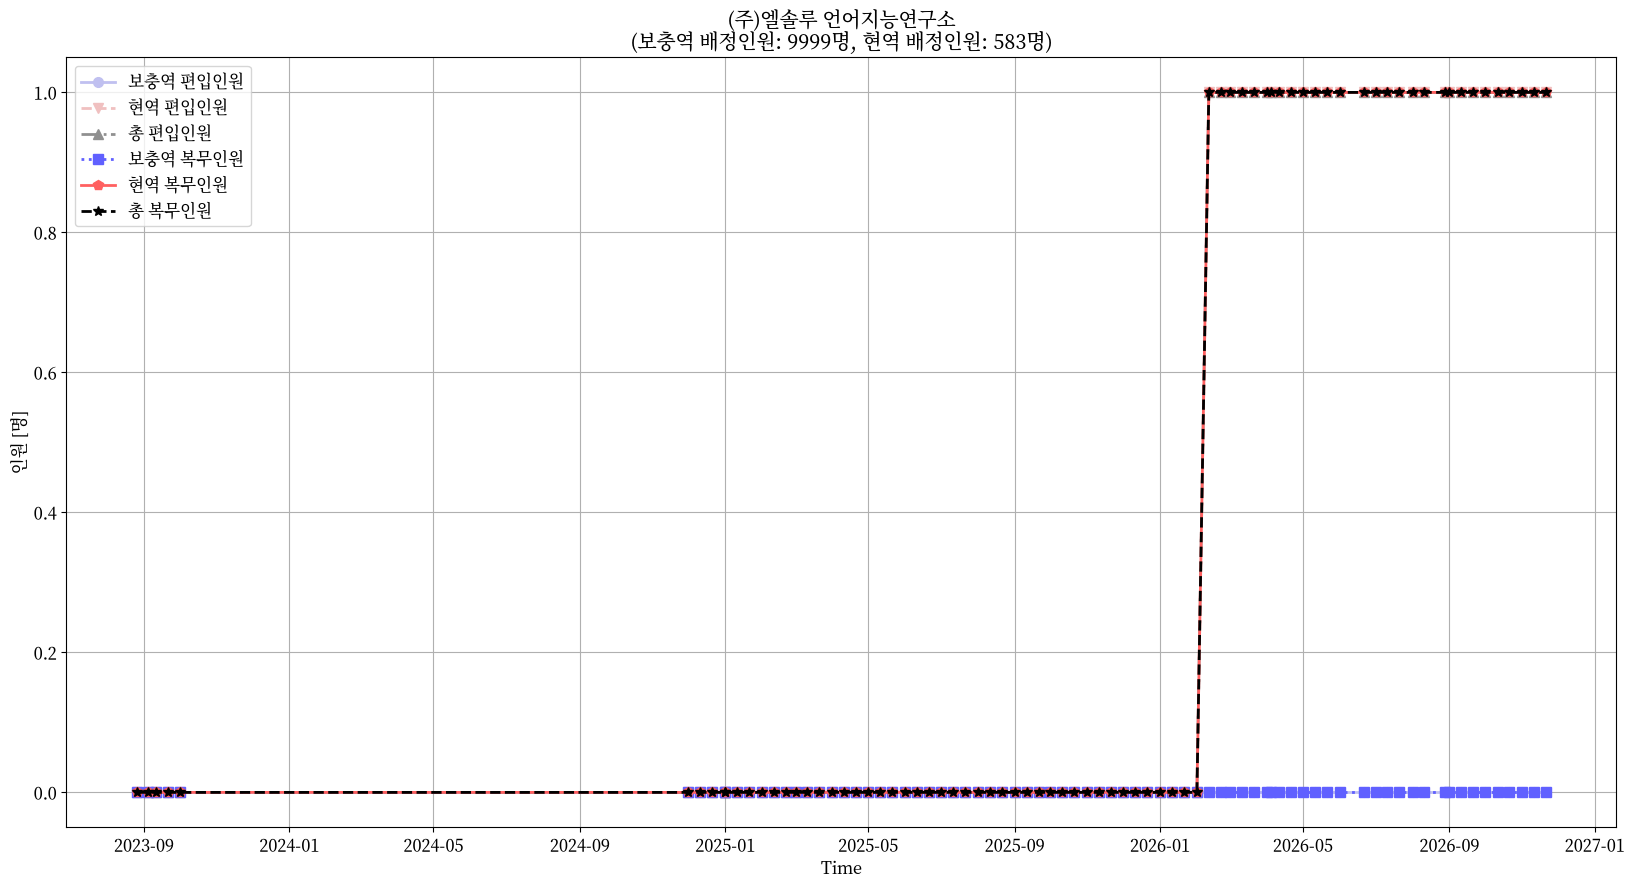 (주)엘솔루 언어지능연구소
(보충역 배정인원: 9999명, 현역 배정인원: 583명)
보충역 편입인원
현역 편입인원
총 편입인원
보충역 복무인원
현역 복무인원
총 복무인원
1.0
0.8
0.6
0.4
0.2
0.0
인원 [명]
2023-09 2024-01 2024-05 2024-09 2025-01 2025-05 2025-09 2026-01 2026-05 2026-09 2027-01
Time